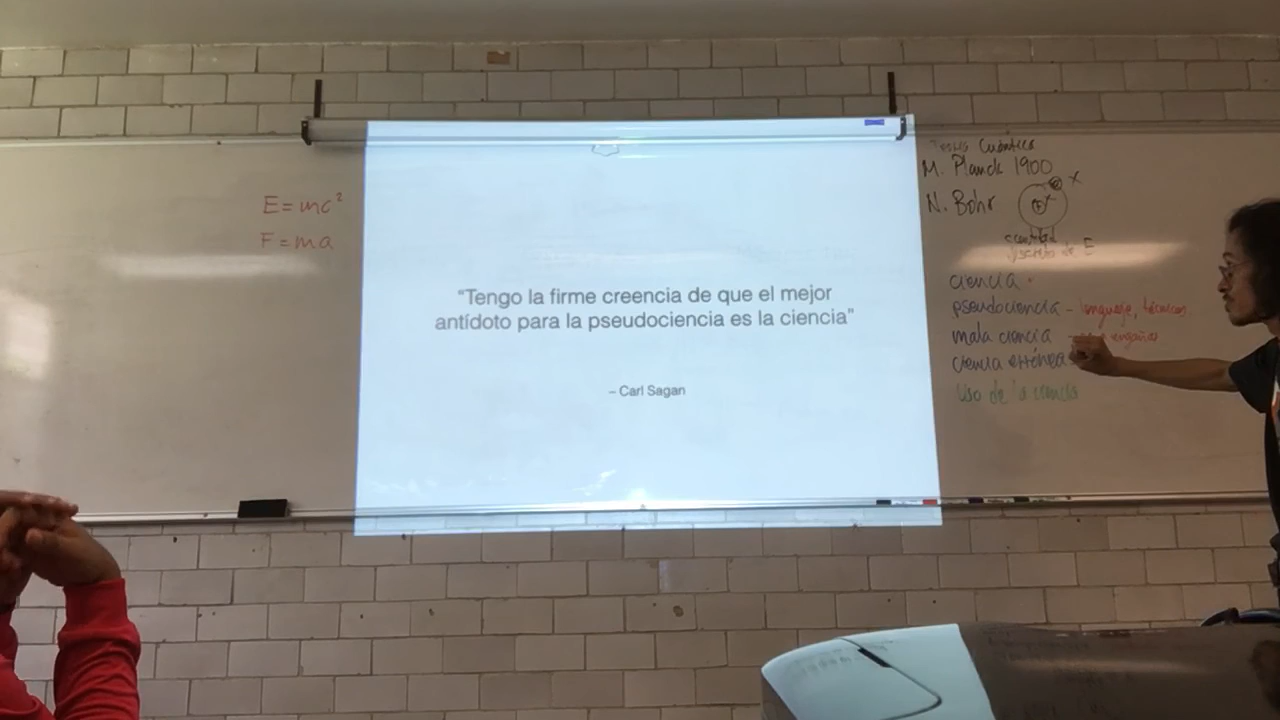 E = mc²
F = ma
“Tengo la firme creencia de que el mejor
antídoto para la pseudociencia es la ciencia”
– Carl Sagan
Cuántica
M. Planck 1900
N. Bohr
E
ciencia.
pseudociencia - lenguaje, técnicas
mala ciencia
ciencia errónea
Uso de la ciencia